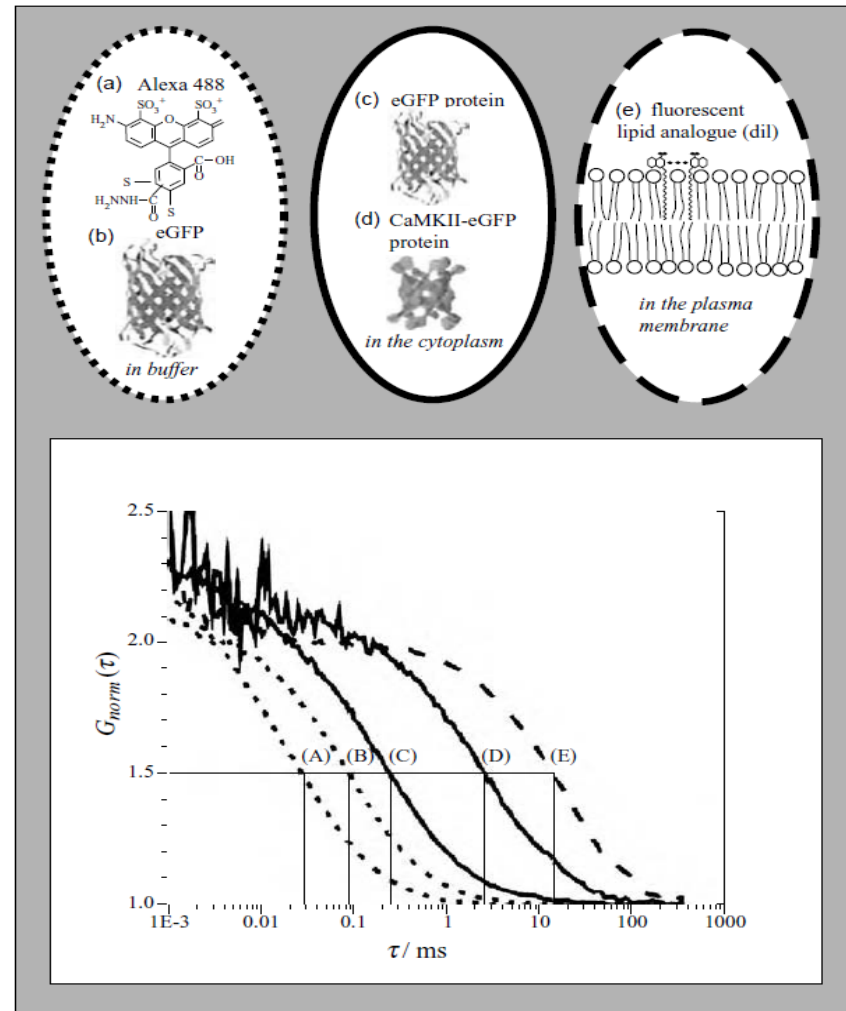 (a) Alexa 488
SO₃⁺ SO₃⁺
H₂N
O
C—OH
O
S
H₂NNH—C
O S
(b) eGFP
in buffer
(c) eGFP protein
(d) CaMKII-eGFP
protein
in the cytoplasm
(e) fluorescent
lipid analogue (dil)
in the plasma
membrane
2.5
2.0
1.5
1.0
G_norm(τ)
(A) (B) (C) (D) (E)
1E-3 0.01 0.1 1 10 100 1000
τ / ms